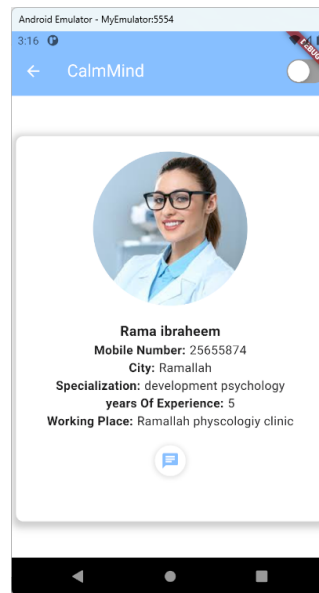 Android Emulator - MyEmulator:5554
3:16
CalmMind
DEBUG
Rama ibraheem
Mobile Number: 25655874
City: Ramallah
Specialization: development psychology
years Of Experience: 5
Working Place: Ramallah physcologiy clinic